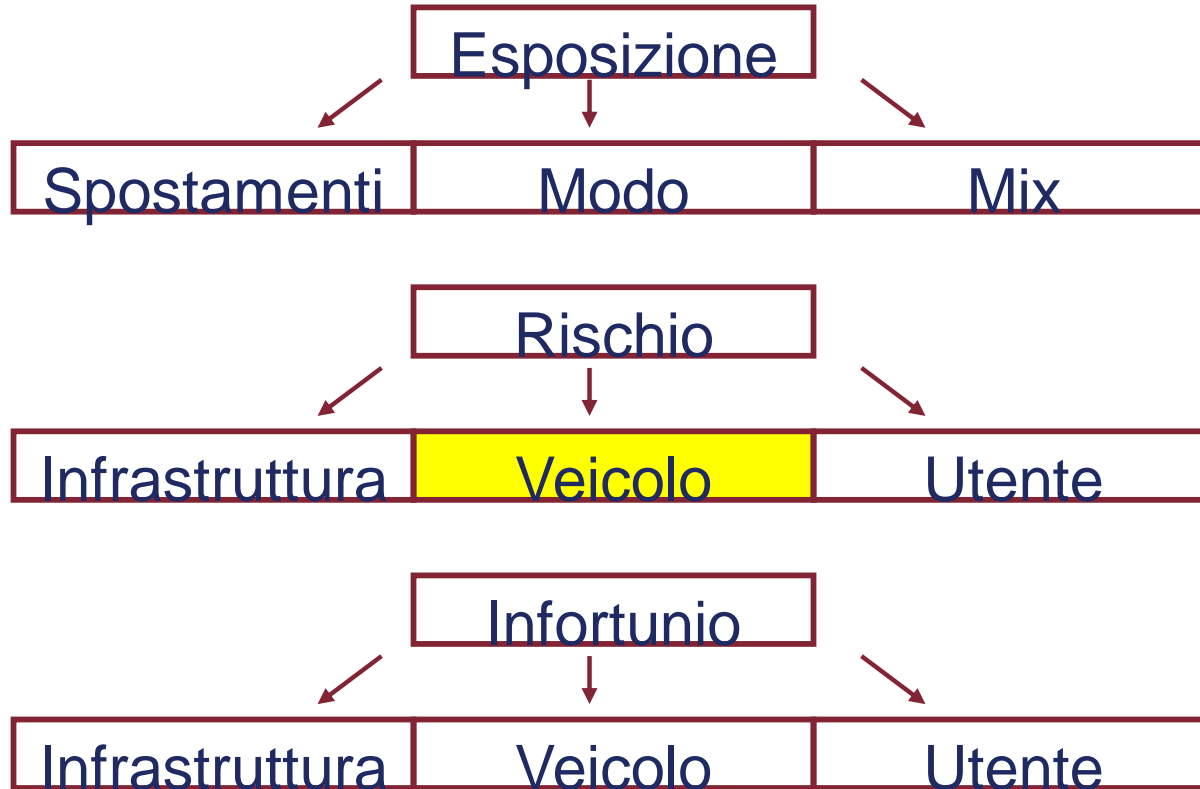 Esposizione
Spostamenti Modo Mix
Rischio
Infrastruttura Veicolo Utente
Infortunio
Infrastruttura Veicolo Utente